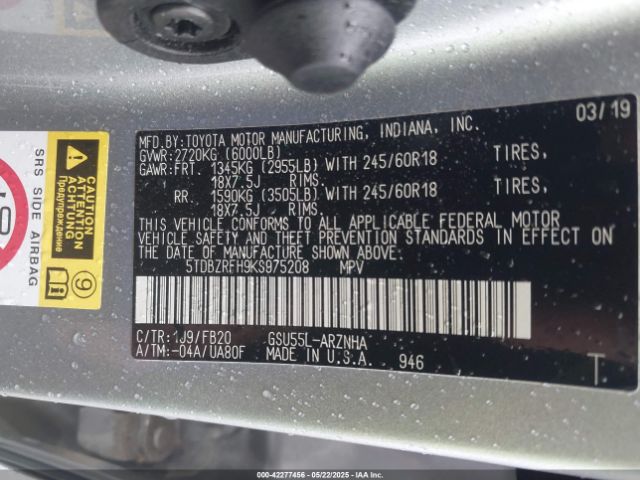 03/19
MFD.BY:TOYOTA MOTOR MANUFACTURING, INDIANA, INC.
GVWR:2720KG (6000LB)
GAWR:FRT. 1345KG (2955LB) WITH 245/60R18 TIRES,
18X7.5J RIMS.
RR. 1590KG (3505LB) WITH 245/60R18 TIRES,
18X7.5J RIMS.
THIS VEHICLE CONFORMS TO ALL APPLICABLE FEDERAL MOTOR
VEHICLE SAFETY AND THEFT PREVENTION STANDARDS IN EFFECT ON
THE DATE OF MANUFACTURE SHOWN ABOVE.
5TDBZRFH9KS975208 MPV
C/TR:1J9/FB20 GSU55L-ARZNHA
A/TM:-04A/UA80F MADE IN U.S.A. 946
T
SRS SIDE AIRBAG
CAUTION
ATTENTION
ACHTUNG
Предупреждение
9
000-42277456 - 05/22/2025 - IAAI.COM